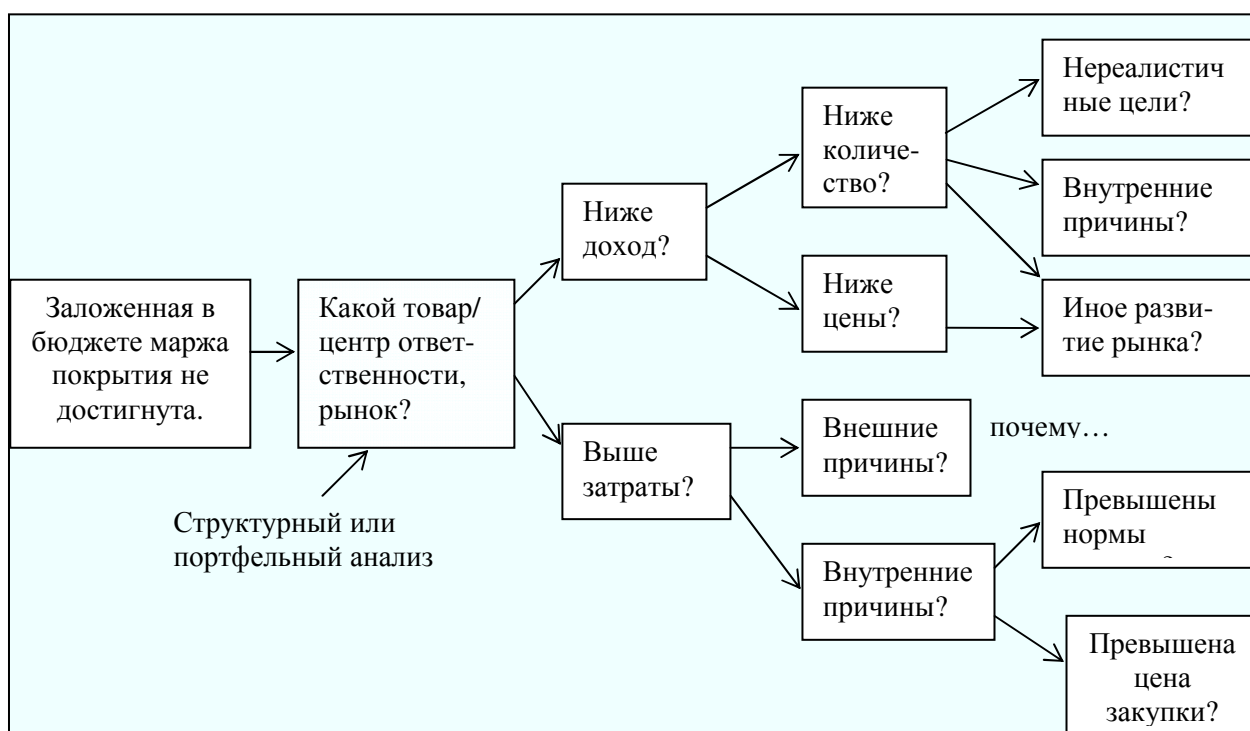 Заложенная в
бюджете маржа
покрытия не
достигнута.
Какой товар/
центр ответ-
ственности,
рынок?
Структурный или
портфельный анализ
Ниже
доход?
Выше
затраты?
Ниже
количе-
ство?
Ниже
цены?
Внешние
причины?
почему…
Внутренние
причины?
Нереалистич
ные цели?
Внутренние
причины?
Иное разви-
тие рынка?
Превышены
нормы
Превышена
цена
закупки?